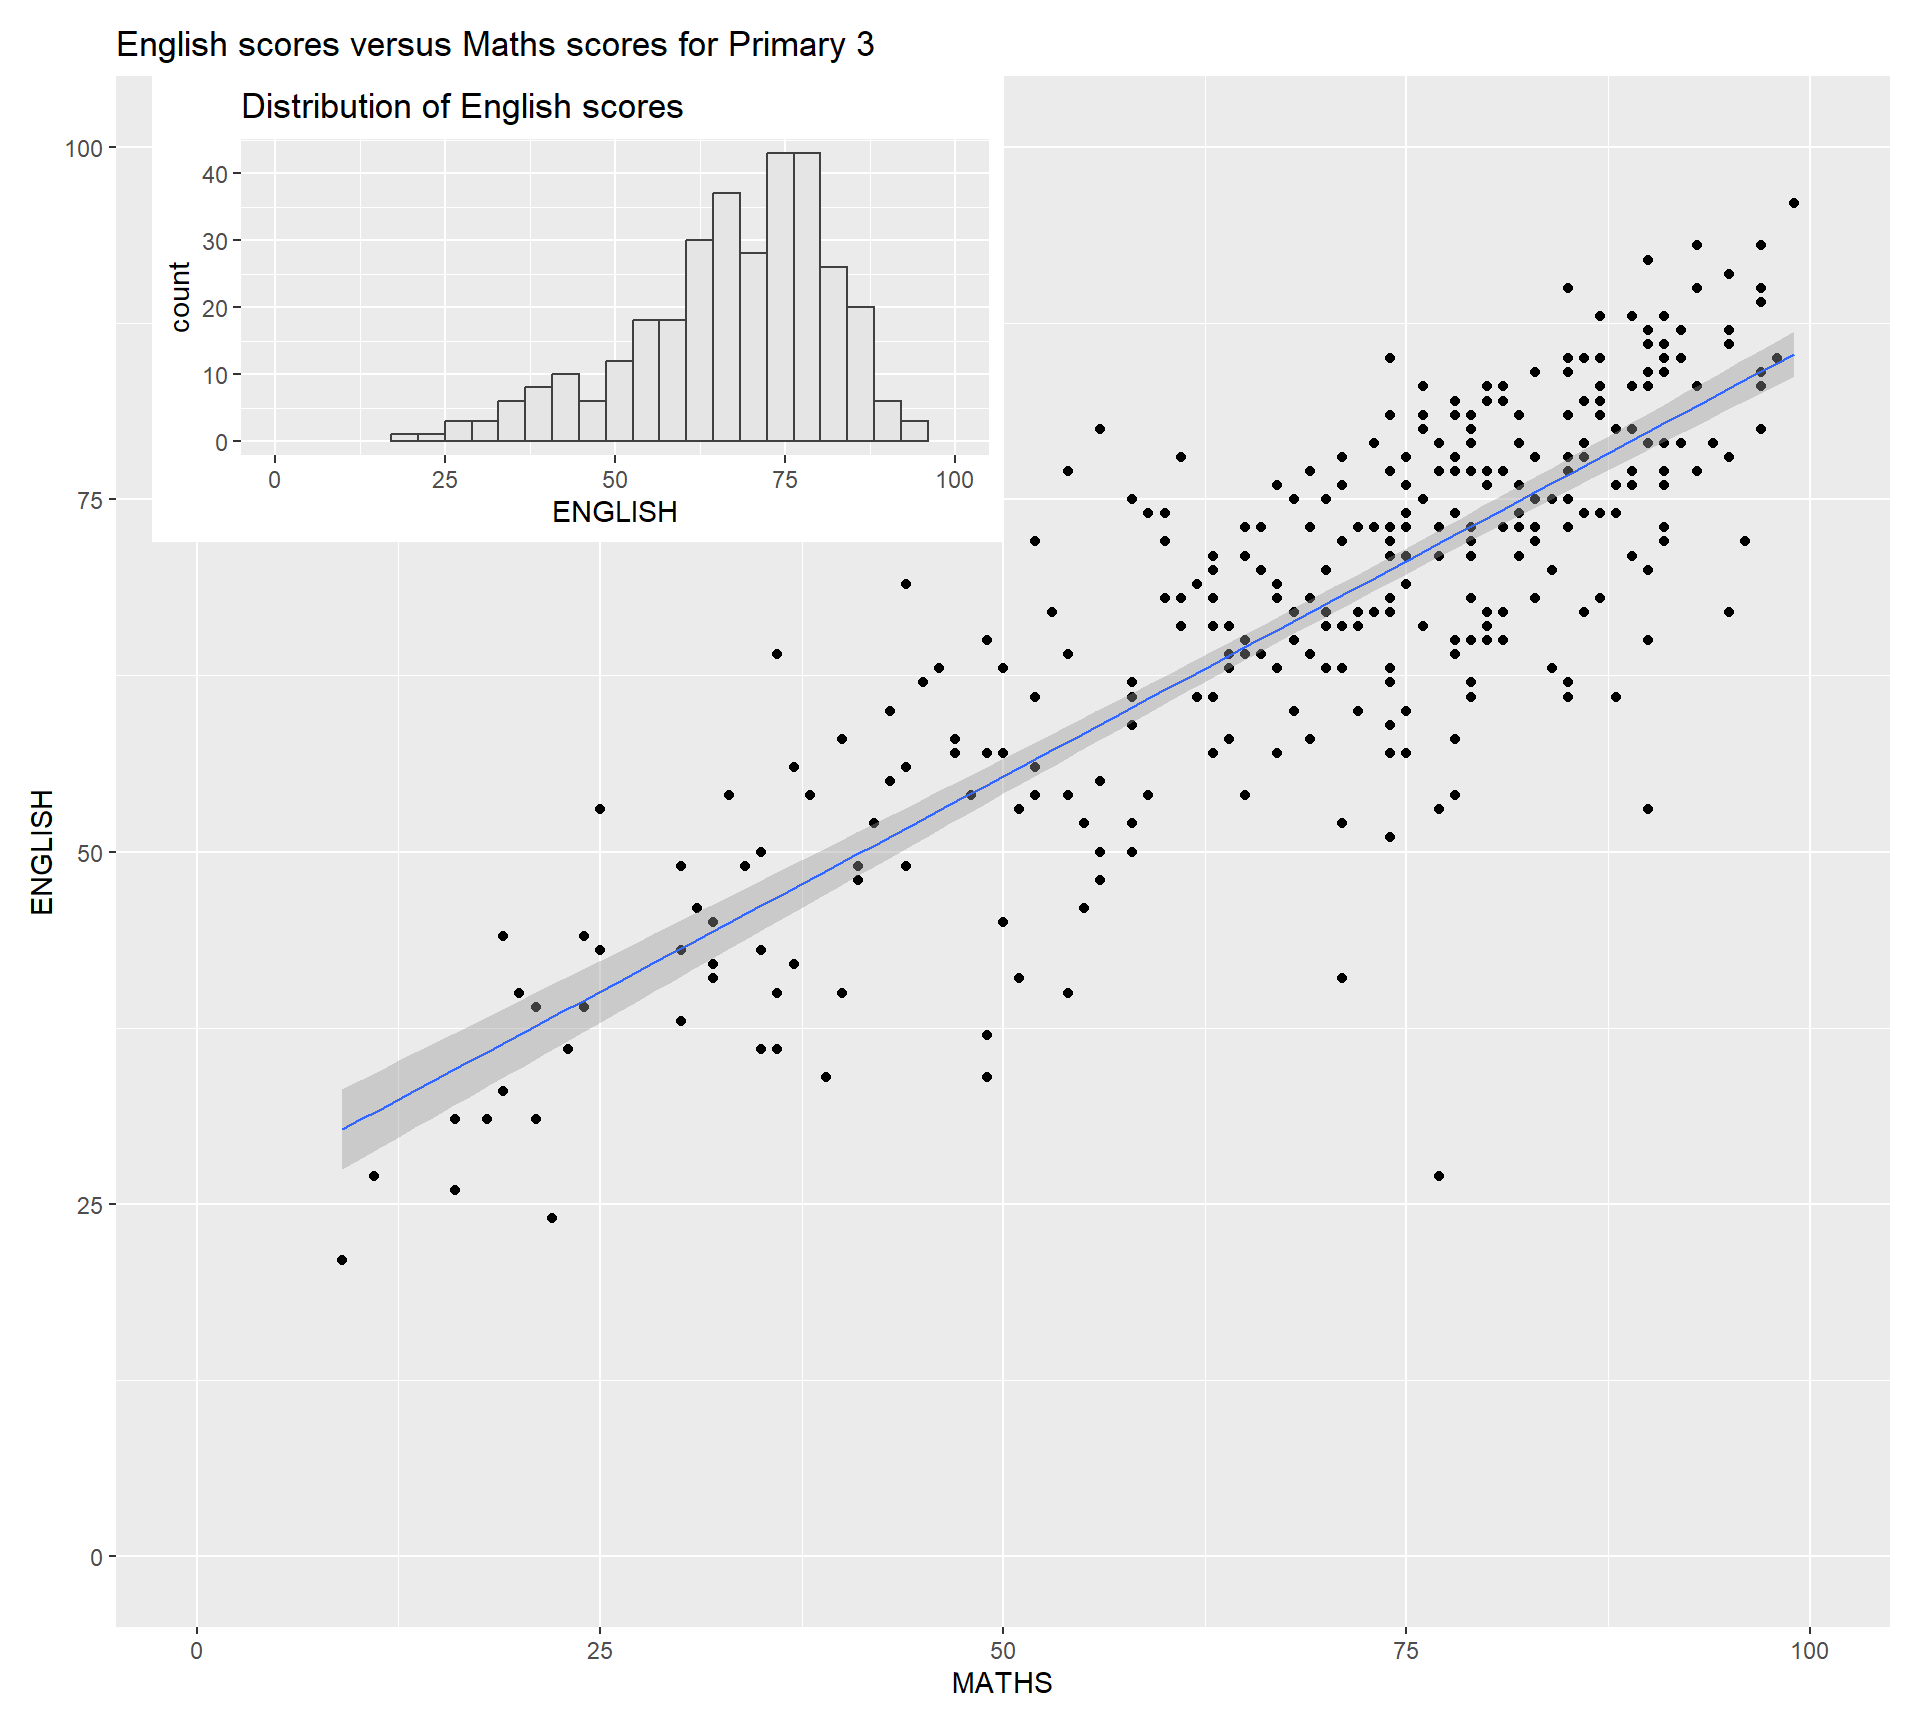 English scores versus Maths scores for Primary 3
Distribution of English scores
count
40
30
20
10
0
0 25 50 75 100
ENGLISH
ENGLISH
100
75
50
25
0
0 25 50 75 100
MATHS